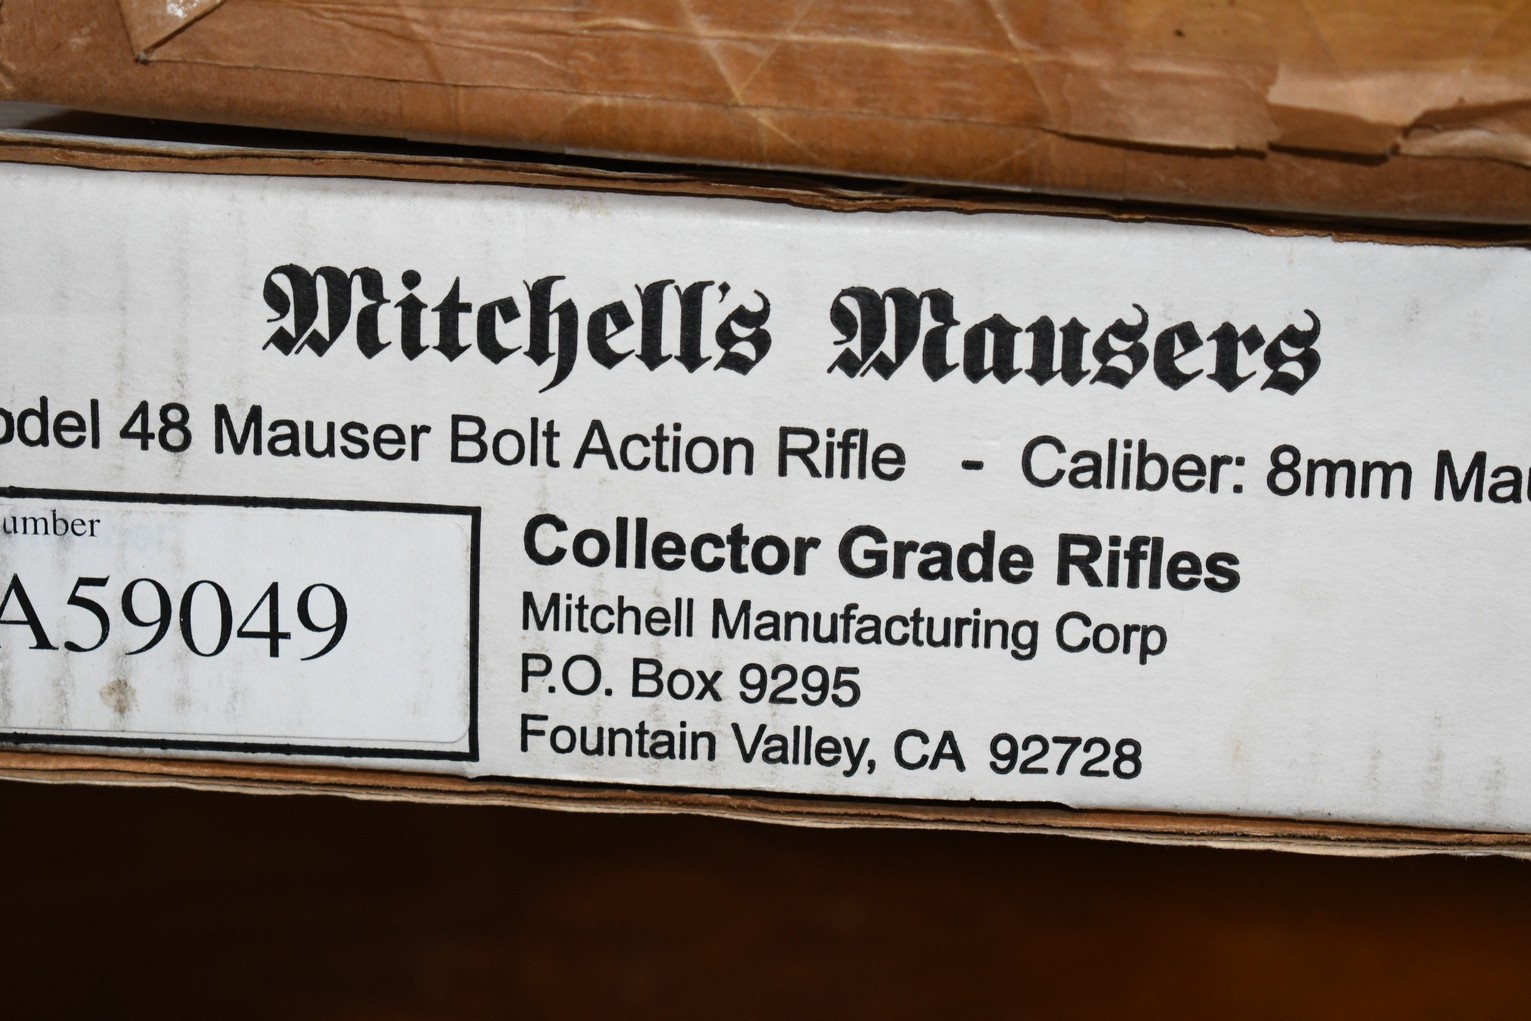 Mitchell's Mausers
odel 48 Mauser Bolt Action Rifle - Caliber: 8mm Mau
umber
A59049
Collector Grade Rifles
Mitchell Manufacturing Corp
P.O. Box 9295
Fountain Valley, CA 92728